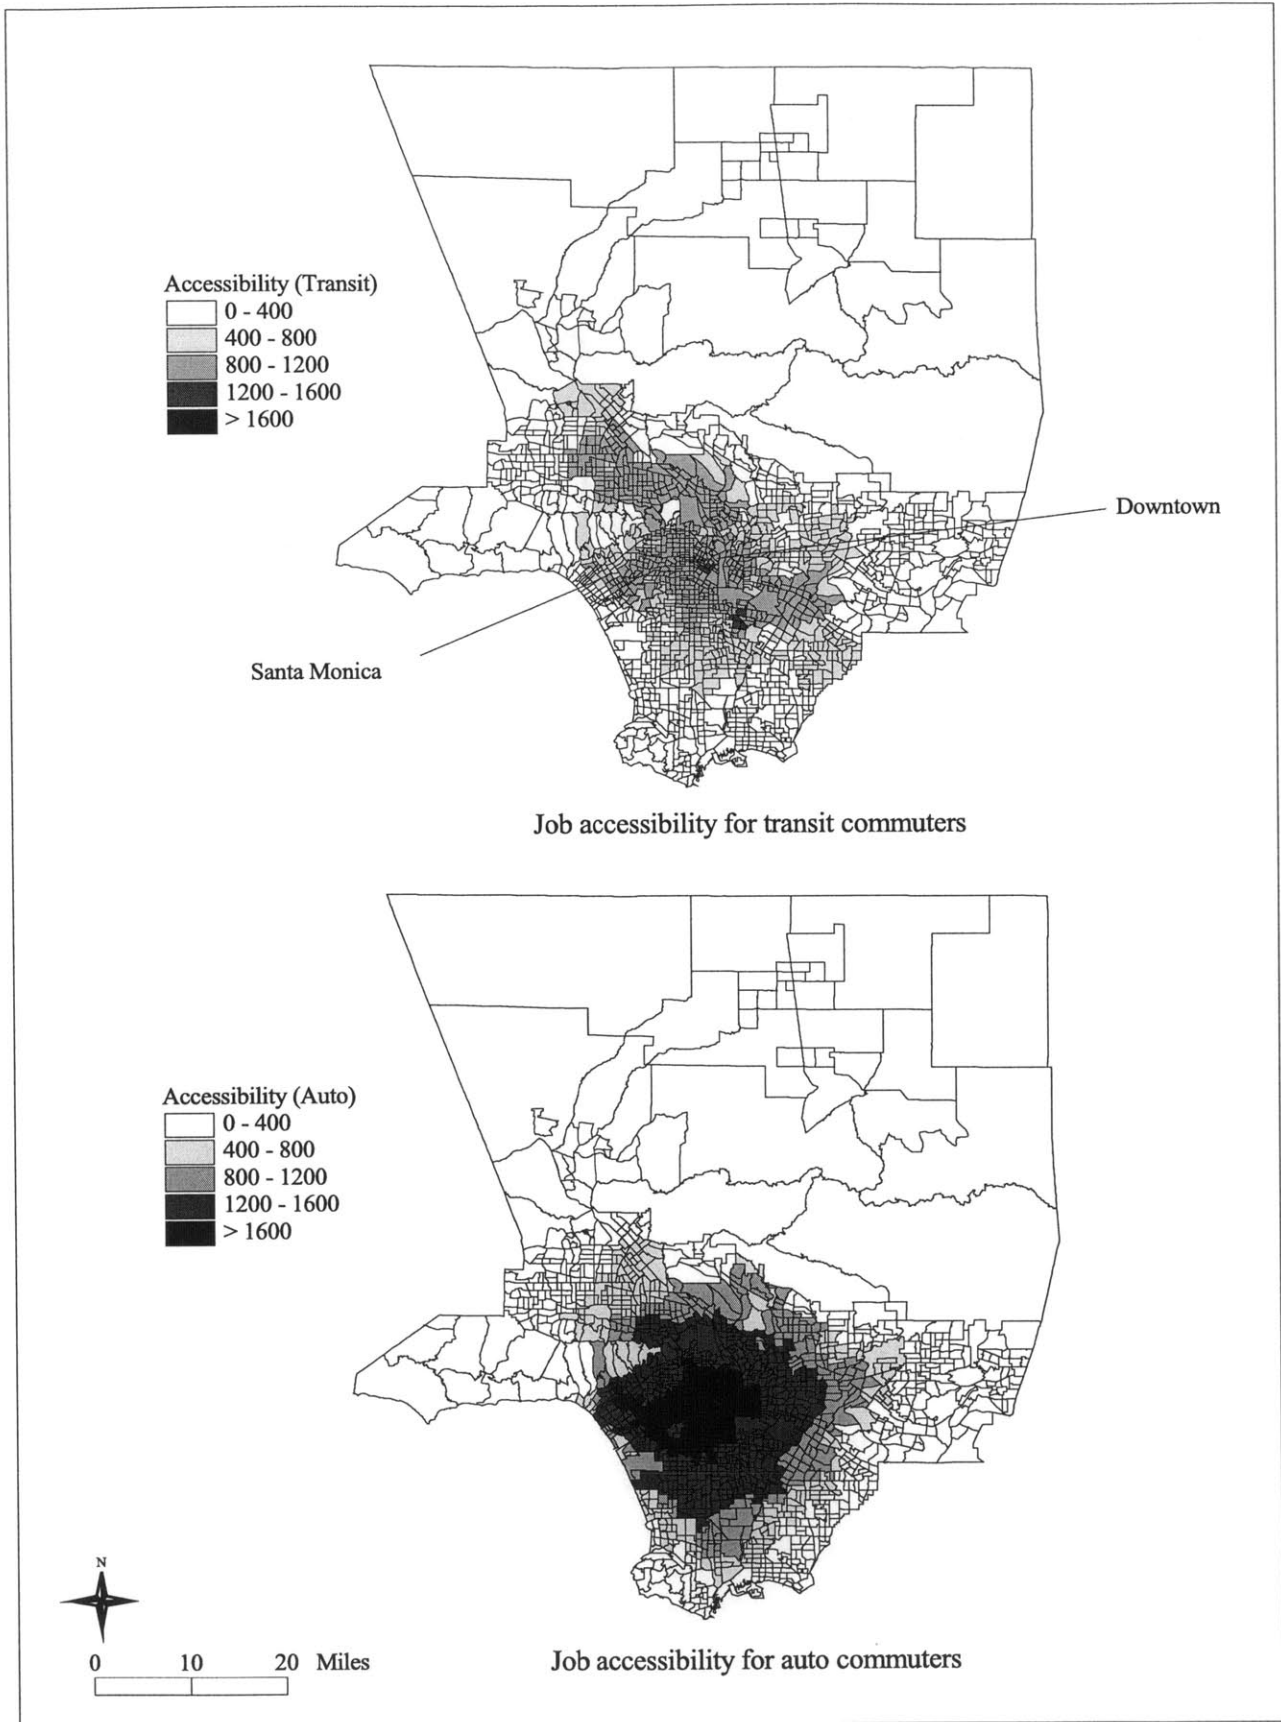 Accessibility (Transit)
0 - 400
400 - 800
800 - 1200
1200 - 1600
> 1600
Downtown
Santa Monica
Job accessibility for transit commuters
Accessibility (Auto)
0 - 400
400 - 800
800 - 1200
1200 - 1600
> 1600
N
0 10 20 Miles
Job accessibility for auto commuters